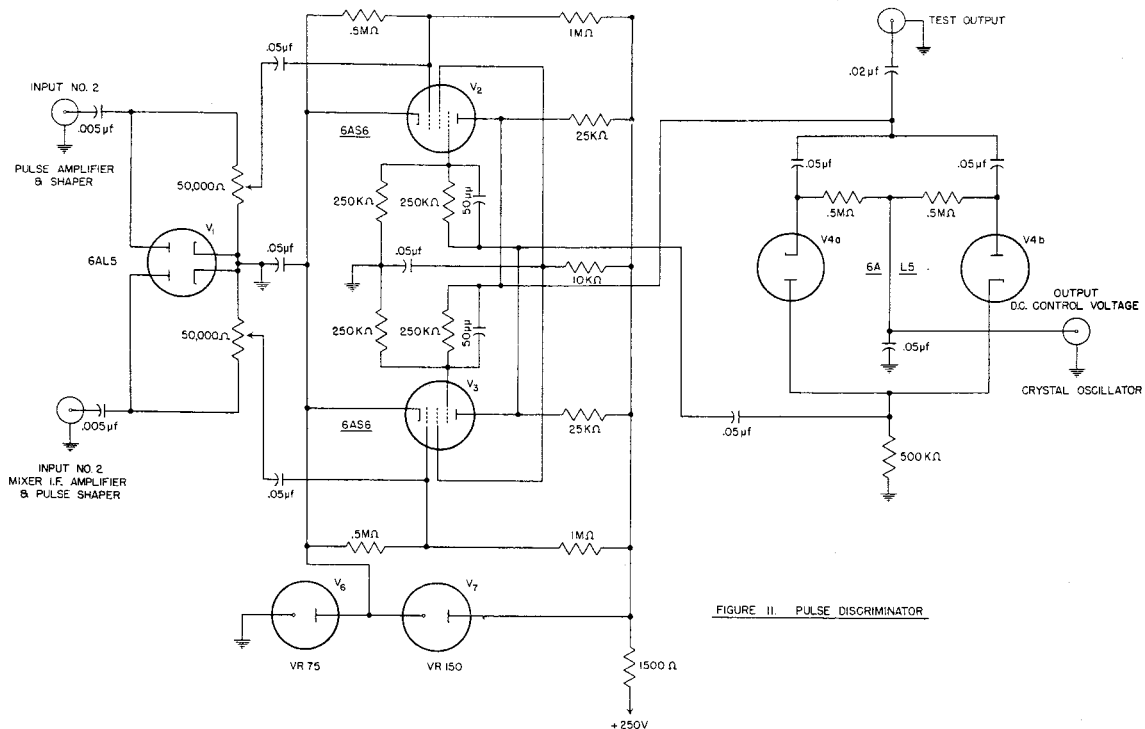 TEST OUTPUT
.5MΩ
1MΩ
.05µf
.02µf
INPUT NO. 2
.005µf
PULSE AMPLIFIER
& SHAPER
V2
6AS6
25KΩ
50,000Ω
.05µf
.05µf
.5MΩ
.5MΩ
250KΩ
250KΩ
50µµ
V1
6AL5
.05µf
.05µf
10KΩ
V4a
V4b
6A
L5
OUTPUT
D.C. CONTROL VOLTAGE
50,000Ω
250KΩ
250KΩ
50µµ
.05µf
CRYSTAL OSCILLATOR
V3
6AS6
25KΩ
.05µf
.005µf
500KΩ
INPUT NO. 2
MIXER I.F. AMPLIFIER
& PULSE SHAPER
.05µf
.5MΩ
1MΩ
V6
V7
VR 75
VR 150
FIGURE 11. PULSE DISCRIMINATOR
1500 Ω
+250V